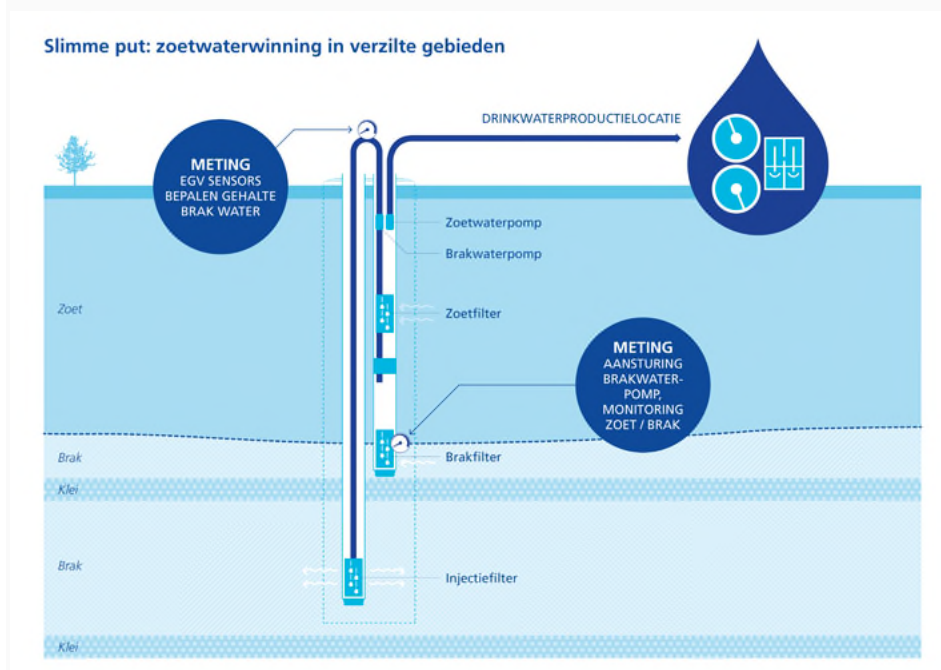 Slimme put: zoetwaterwinning in verzilte gebieden
DRINKWATERPRODUCTIELOCATIE
METING
EGV SENSORS
BEPALEN GEHALTE
BRAK WATER
Zoetwaterpomp
Brakwaterpomp
Zoet
Zoetfilter
METING
AANSTURING
BRAKWATER-
POMP,
MONITORING
ZOET / BRAK
Brak
Brakfilter
Klei
Brak
Injectiefilter
Klei